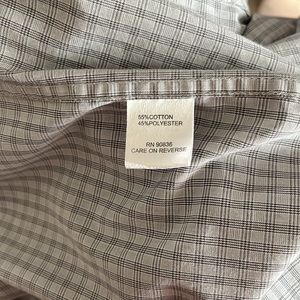 55%COTTON
45%POLYESTER
RN 90836
CARE ON REVERSE